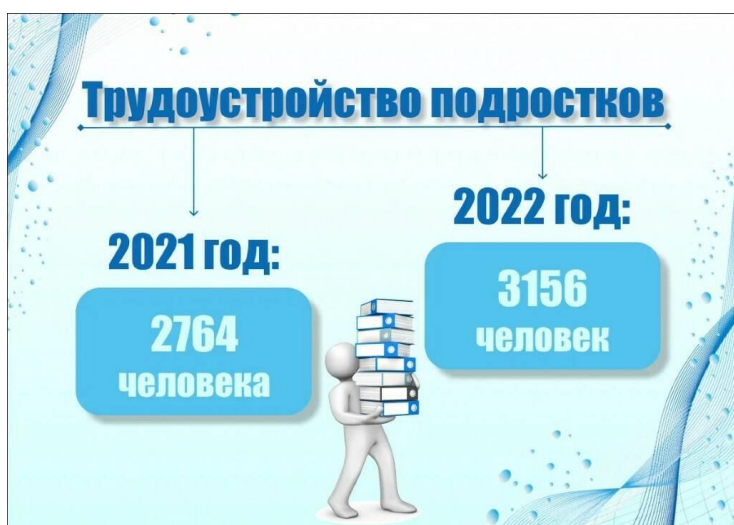 Трудоустройство подростков
2021 год:
2764
человека
2022 год:
3156
человек